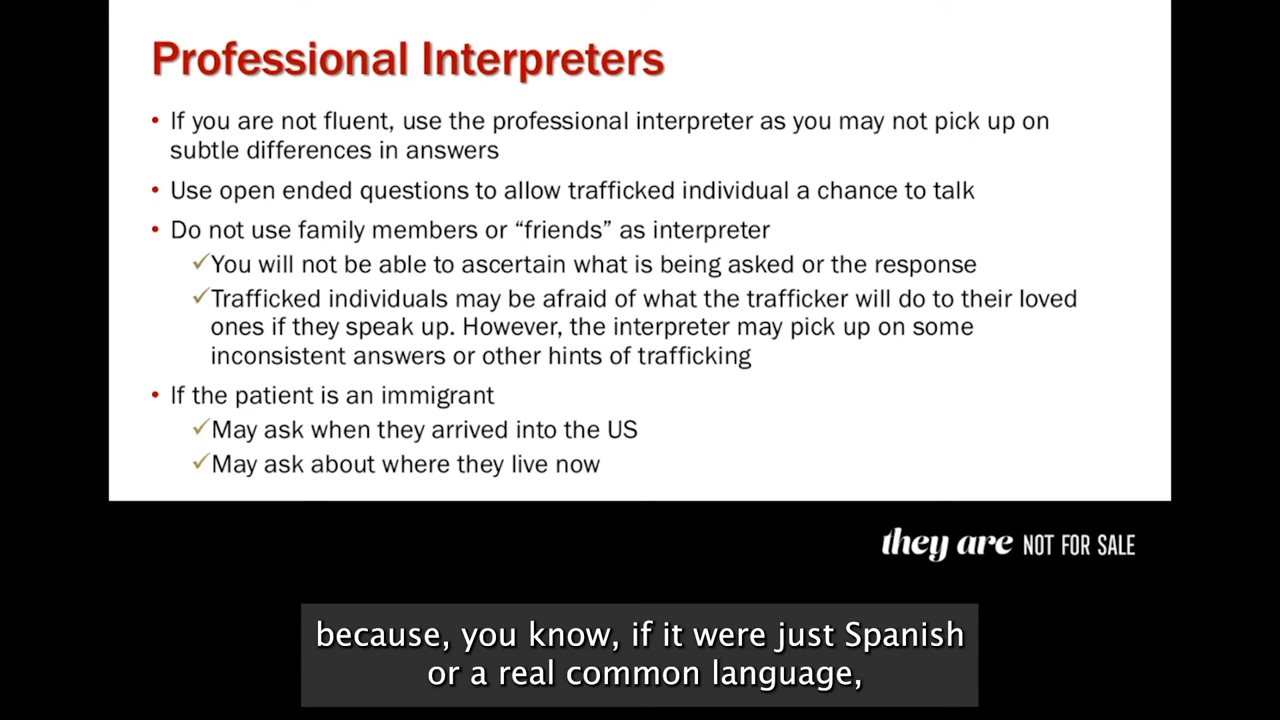 Professional Interpreters
• If you are not fluent, use the professional interpreter as you may not pick up on
subtle differences in answers
• Use open ended questions to allow trafficked individual a chance to talk
• Do not use family members or “friends” as interpreter
✓You will not be able to ascertain what is being asked or the response
✓Trafficked individuals may be afraid of what the trafficker will do to their loved
ones if they speak up. However, the interpreter may pick up on some
inconsistent answers or other hints of trafficking
• If the patient is an immigrant
✓May ask when they arrived into the US
✓May ask about where they live now
they are NOT FOR SALE
because, you know, if it were just Spanish
or a real common language,